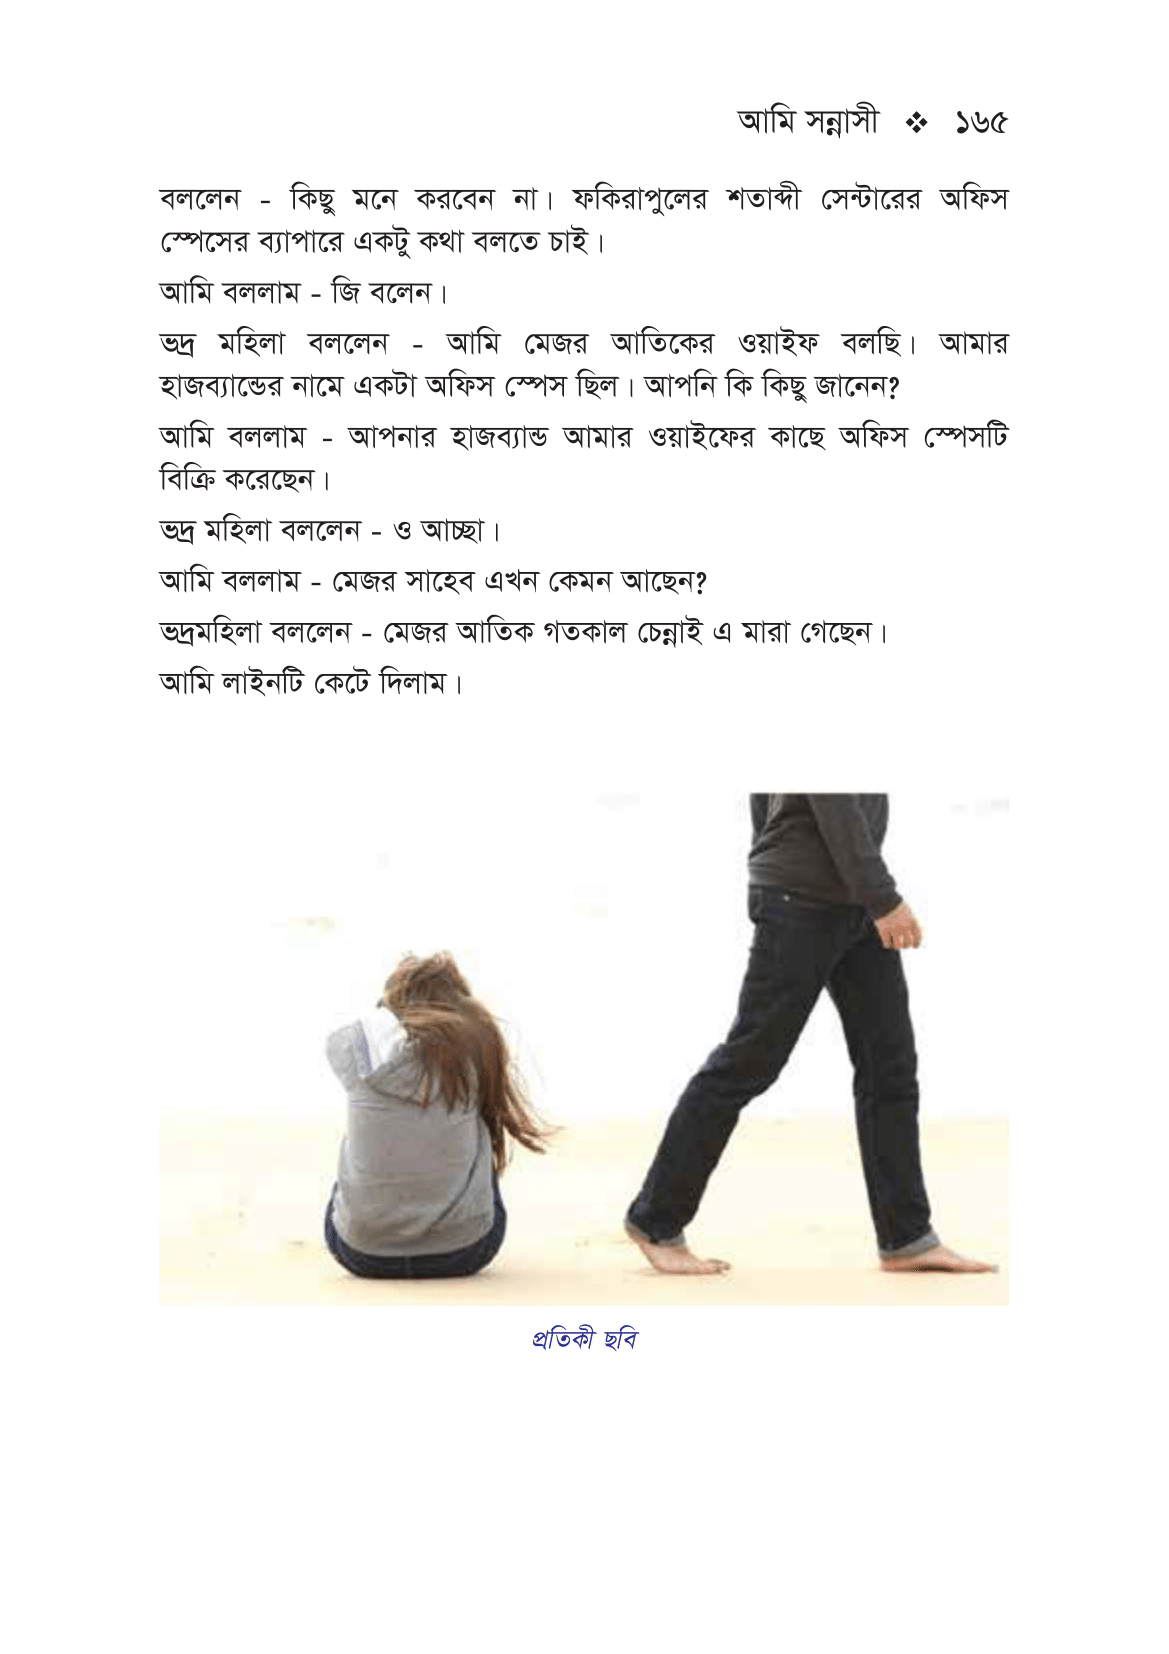 আমি সন্নাসী ❖ ১৬৫
বললেন - কিছু মনে করবেন না। ফকিরাপুলের শতাব্দী সেন্টারের অফিস
স্পেসের ব্যাপারে একটু কথা বলতে চাই।
আমি বললাম - জি বলেন।
ভদ্র মহিলা বললেন - আমি মেজর আতিকের ওয়াইফ বলছি। আমার
হাজব্যান্ডের নামে একটা অফিস স্পেস ছিল। আপনি কি কিছু জানেন?
আমি বললাম - আপনার হাজব্যান্ড আমার ওয়াইফের কাছে অফিস স্পেসটি
বিক্রি করেছেন।
ভদ্র মহিলা বললেন - ও আচ্ছা।
আমি বললাম - মেজর সাহেব এখন কেমন আছেন?
ভদ্রমহিলা বললেন - মেজর আতিক গতকাল চেন্নাই এ মারা গেছেন।
আমি লাইনটি কেটে দিলাম।
প্রতিকী ছবি